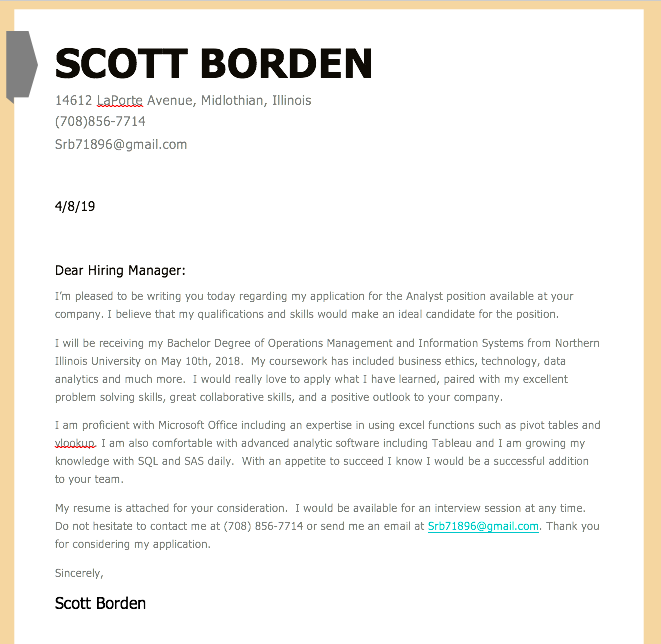 SCOTT BORDEN
14612 LaPorte Avenue, Midlothian, Illinois
(708)856-7714
Srb71896@gmail.com
4/8/19
Dear Hiring Manager:
I'm pleased to be writing you today regarding my application for the Analyst position available at your
company. I believe that my qualifications and skills would make an ideal candidate for the position.
I will be receiving my Bachelor Degree of Operations Management and Information Systems from Northern
Illinois University on May 10th, 2018.  My coursework has included business ethics, technology, data
analytics and much more.  I would really love to apply what I have learned, paired with my excellent
problem solving skills, great collaborative skills, and a positive outlook to your company.
I am proficient with Microsoft Office including an expertise in using excel functions such as pivot tables and
vlookup. I am also comfortable with advanced analytic software including Tableau and I am growing my
knowledge with SQL and SAS daily.  With an appetite to succeed I know I would be a successful addition
to your team.
My resume is attached for your consideration.  I would be available for an interview session at any time.
Do not hesitate to contact me at (708) 856-7714 or send me an email at Srb71896@gmail.com. Thank you
for considering my application.
Sincerely,
Scott Borden